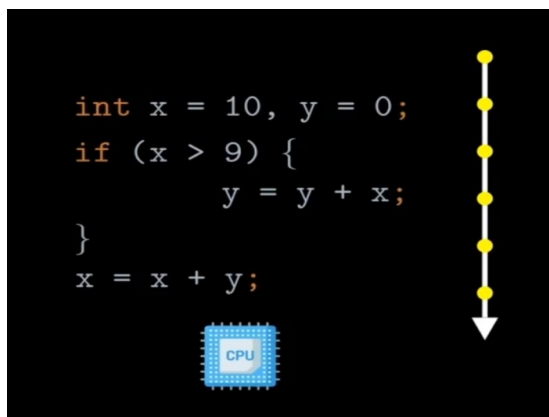 int x = 10, y = 0;
if (x > 9) {
y = y + x;
}
x = x + y;
CPU